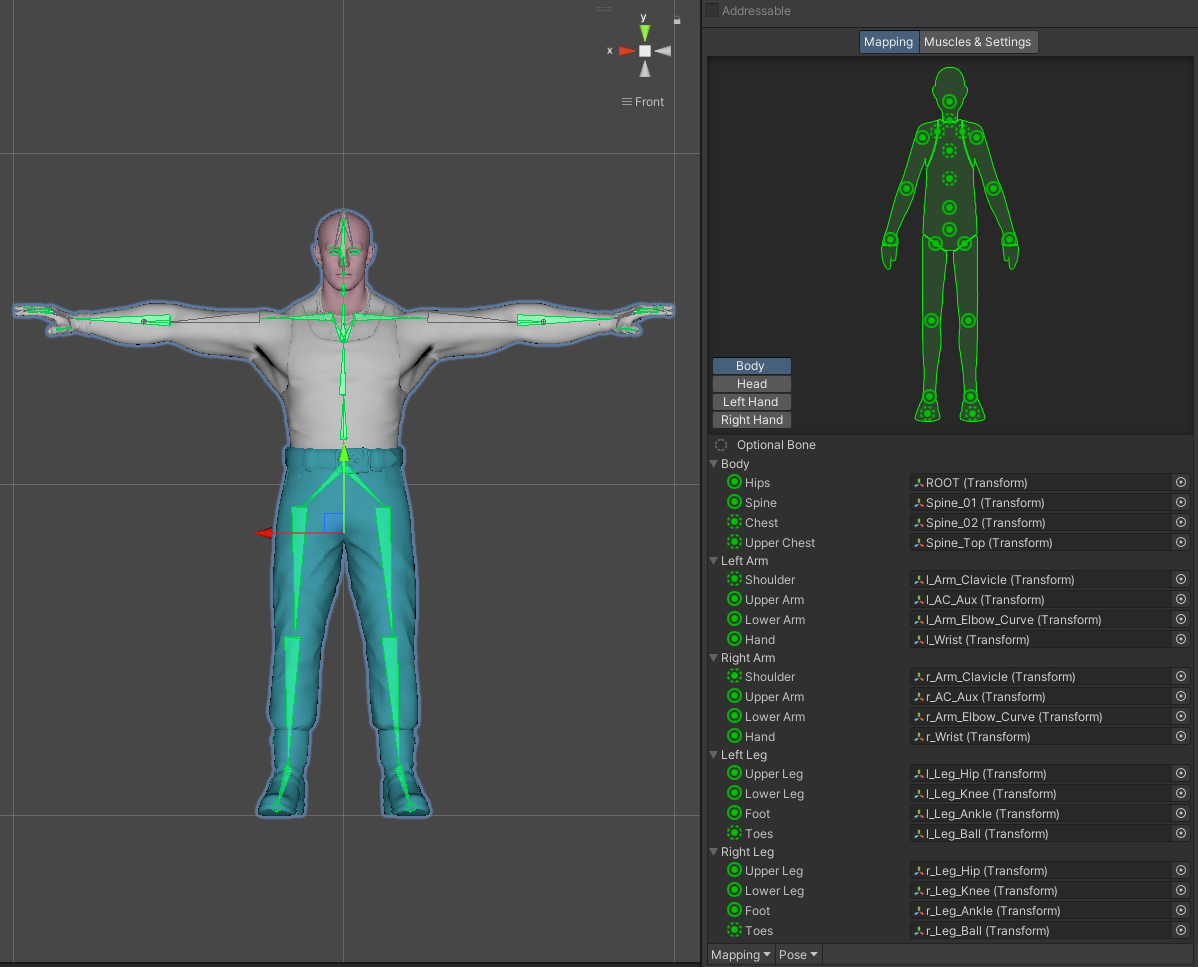 y
x
Front
Addressable
Mapping
Muscles & Settings
Body
Head
Left Hand
Right Hand
Optional Bone
Body
Hips ROOT (Transform)
Spine Spine_01 (Transform)
Chest Spine_02 (Transform)
Upper Chest Spine_Top (Transform)
Left Arm
Shoulder l_Arm_Clavicle (Transform)
Upper Arm l_AC_Aux (Transform)
Lower Arm l_Arm_Elbow_Curve (Transform)
Hand l_Wrist (Transform)
Right Arm
Shoulder r_Arm_Clavicle (Transform)
Upper Arm r_AC_Aux (Transform)
Lower Arm r_Arm_Elbow_Curve (Transform)
Hand r_Wrist (Transform)
Left Leg
Upper Leg l_Leg_Hip (Transform)
Lower Leg l_Leg_Knee (Transform)
Foot l_Leg_Ankle (Transform)
Toes l_Leg_Ball (Transform)
Right Leg
Upper Leg r_Leg_Hip (Transform)
Lower Leg r_Leg_Knee (Transform)
Foot r_Leg_Ankle (Transform)
Toes r_Leg_Ball (Transform)
Mapping Pose